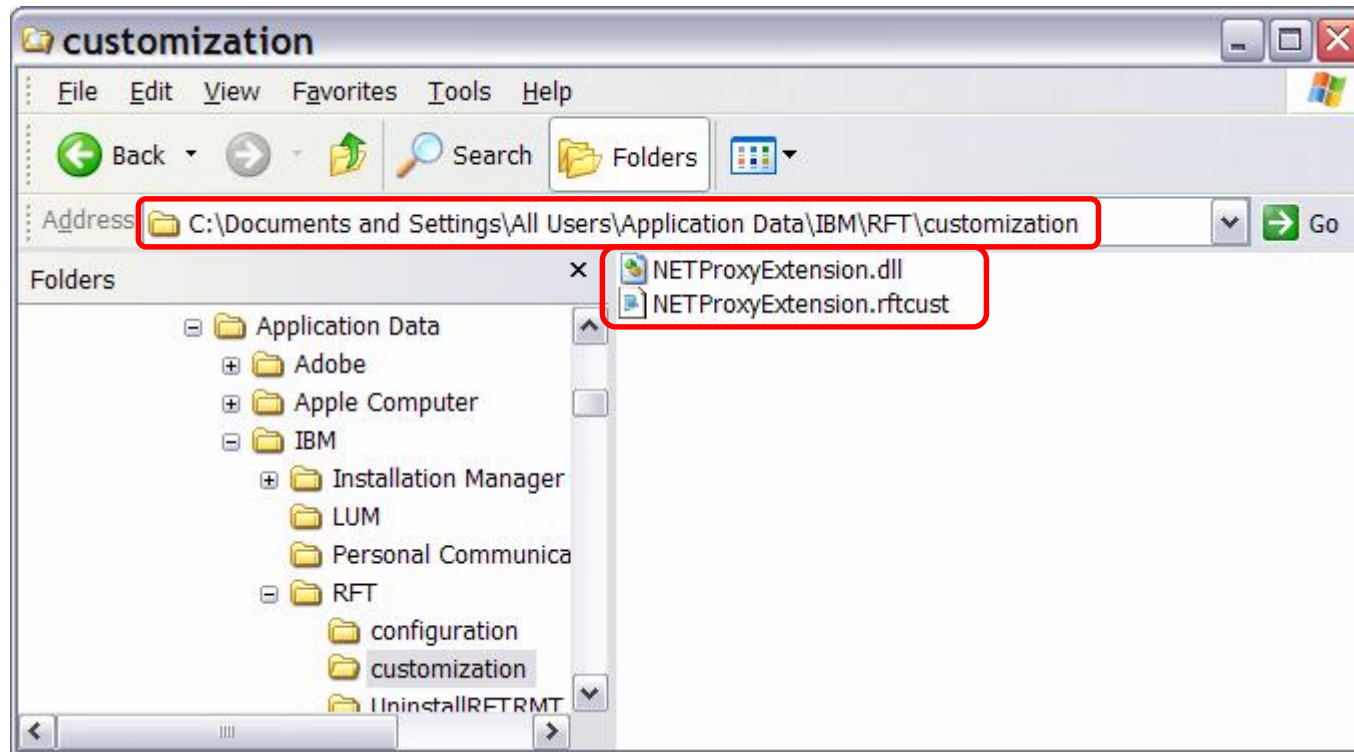 customization
File Edit View Favorites Tools Help
Back Search Folders
Address C:\Documents and Settings\All Users\Application Data\IBM\RFT\customization Go
Folders
NETProxyExtension.dll
NETProxyExtension.rftcust
Application Data
Adobe
Apple Computer
IBM
Installation Manager
LUM
Personal Communica
RFT
configuration
customization
UninstallRFTRMT